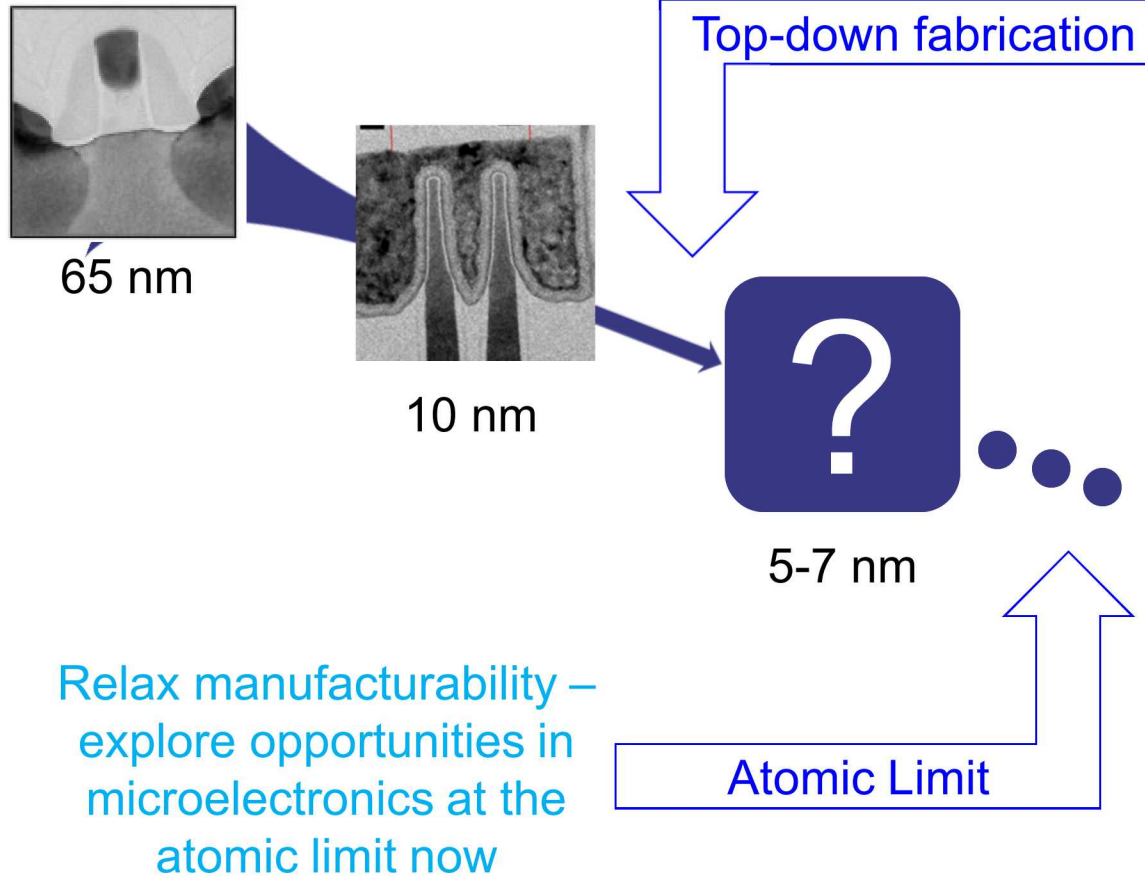 Top-down fabrication
65 nm
10 nm
?
5-7 nm
Relax manufacturability –
explore opportunities in
microelectronics at the
atomic limit now
Atomic Limit